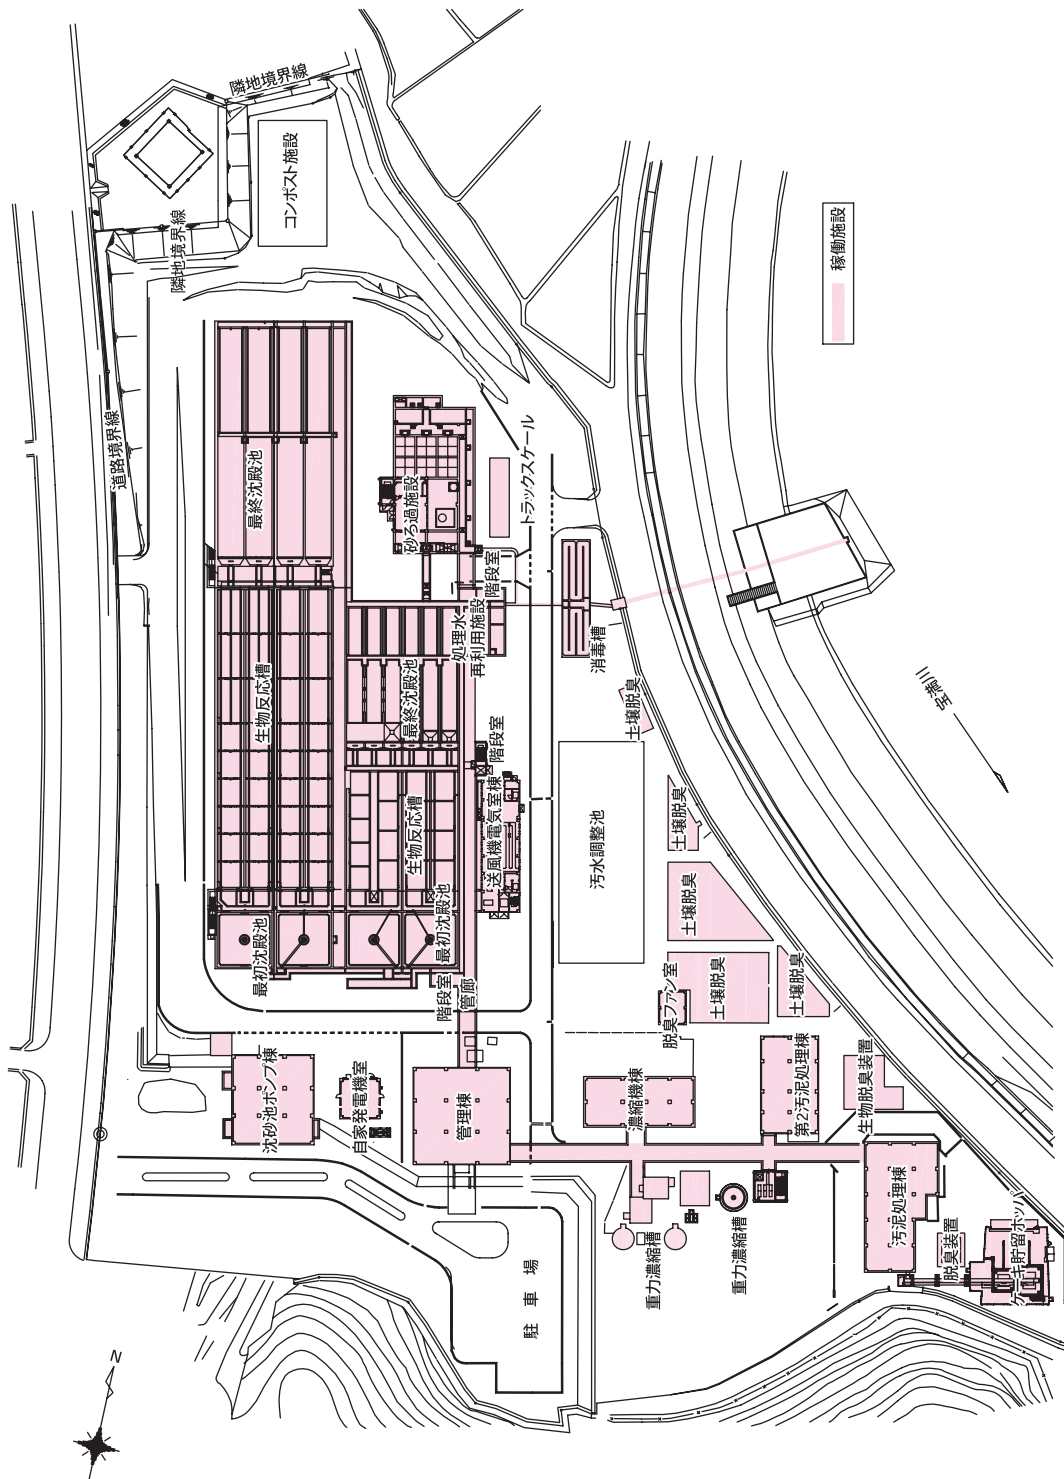 隣地境界線
コンポスト施設
隣地境界線
稼働施設
道路境界線
最終沈殿池
砂ろ過施設
トラックスケール
階段室
処理水
再利用施設
消毒槽
生物反応槽
最終沈殿池
土壌脱臭
宝満川
階段室
生物反応槽
送風機電気室棟
汚水調整池
土壌脱臭
土壌脱臭
最初沈殿池
最初沈殿池
階段室
管廊
脱臭ファン室
土壌脱臭
土壌脱臭
沈砂池ポンプ棟
自家発電機室
管理棟
濃縮機棟
第2汚泥処理棟
生物脱臭装置
汚泥処理棟
重力濃縮槽
重力濃縮槽
脱臭装置
ケーキ貯留ホッパ
駐車場
N